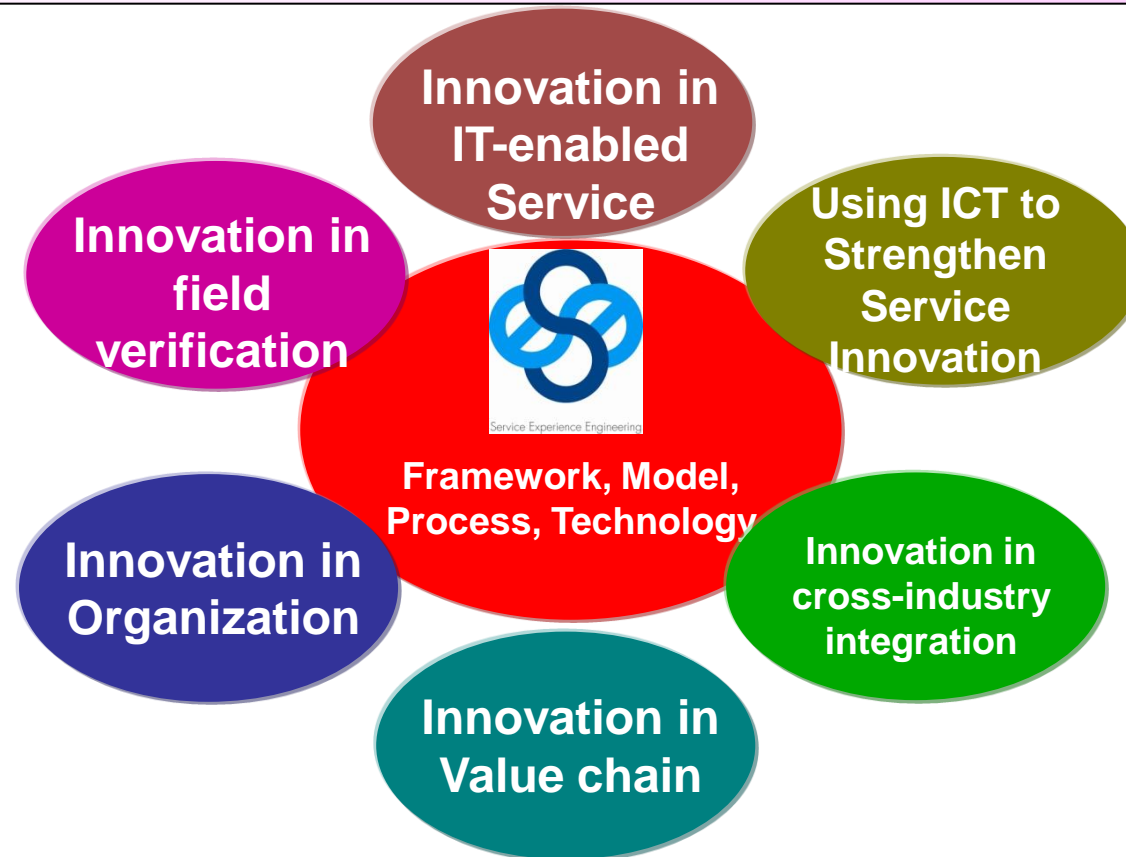 Innovation in
IT-enabled
Service
Using ICT to
Strengthen
Service
Innovation
Innovation in
field
verification
Service Experience Engineering
Framework, Model,
Process, Technology
Innovation in
cross-industry
integration
Innovation in
Organization
Innovation in
Value chain